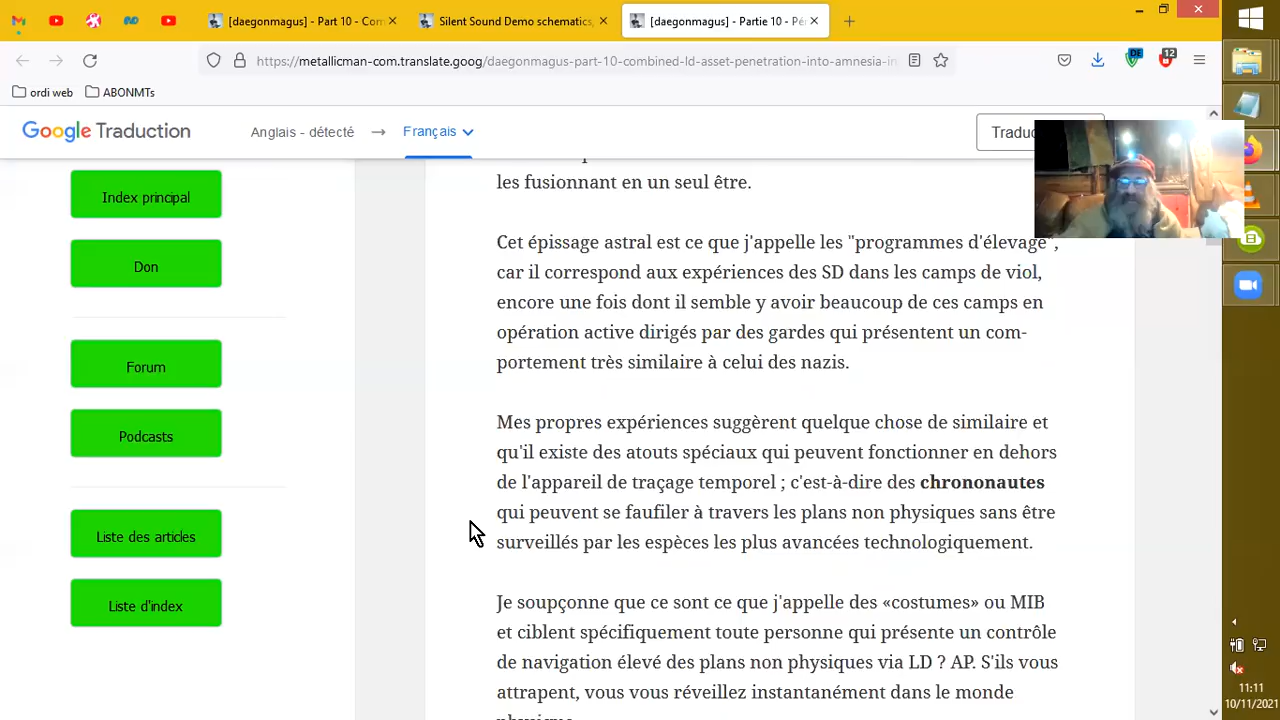 [daegonmagus] - Part 10 - Com
Silent Sound Demo schematics,
[daegonmagus] - Partie 10 - Pé
https://metallicman-com.translate.goog/daegonmagus-part-10-combined-ld-asset-penetration-into-amnesia-in
DE
12
ordi web
ABONMTs
Google Traduction
Anglais - détecté
Français
Traduc
Index principal
Don
Forum
Podcasts
Liste des articles
Liste d'index
les fusionnant en un seul être.
Cet épissage astral est ce que j'appelle les "programmes d'élevage",
car il correspond aux expériences des SD dans les camps de viol,
encore une fois dont il semble y avoir beaucoup de ces camps en
opération active dirigés par des gardes qui présentent un com-
portement très similaire à celui des nazis.
Mes propres expériences suggèrent quelque chose de similaire et
qu'il existe des atouts spéciaux qui peuvent fonctionner en dehors
de l'appareil de traçage temporel ; c'est-à-dire des chrononautes
qui peuvent se faufiler à travers les plans non physiques sans être
surveillés par les espèces les plus avancées technologiquement.
Je soupçonne que ce sont ce que j'appelle des «costumes» ou MIB
et ciblent spécifiquement toute personne qui présente un contrôle
de navigation élevé des plans non physiques via LD ? AP. S'ils vous
attrapent, vous vous réveillez instantanément dans le monde
11:11
10/11/2021